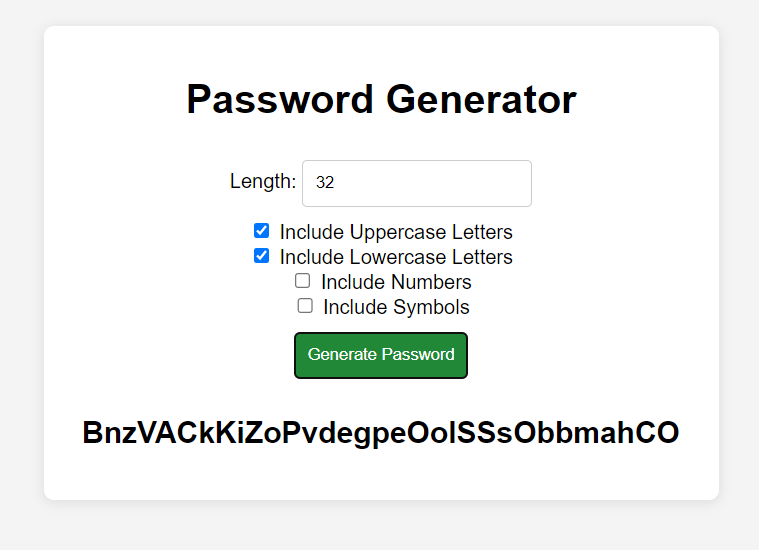 Password Generator
Length: 32
Include Uppercase Letters
Include Lowercase Letters
Include Numbers
Include Symbols
Generate Password
BnzVACkKiZoPvdegpeOolSSsObbmahCO